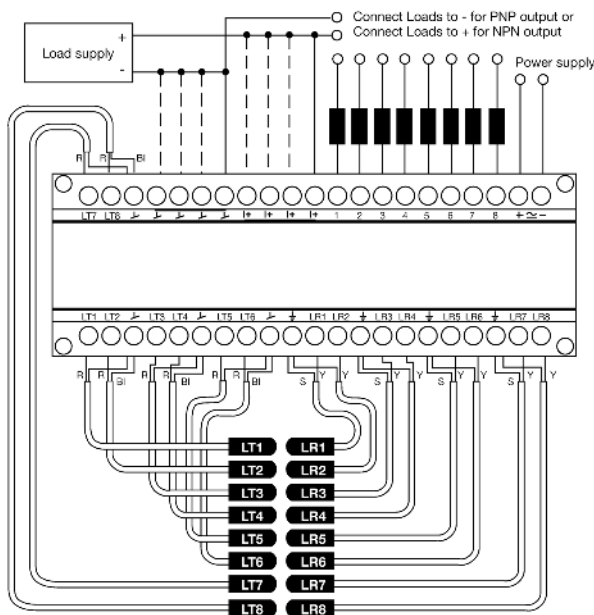 Connect Loads to - for PNP output or
Connect Loads to + for NPN output
Load supply
+
-
Power supply
R R Bl
LT7 LT8 I+ I+ I+ I+ 1 2 3 4 5 6 7 8 + ≃ −
LT1 LT2 LT3 LT4 LT5 LT6 LR1 LR2 LR3 LR4 LR5 LR6 LR7 LR8
R R Bl R R Bl R R Bl S Y Y S Y Y S Y Y S Y Y
LT1 LR1
LT2 LR2
LT3 LR3
LT4 LR4
LT5 LR5
LT6 LR6
LT7 LR7
LT8 LR8